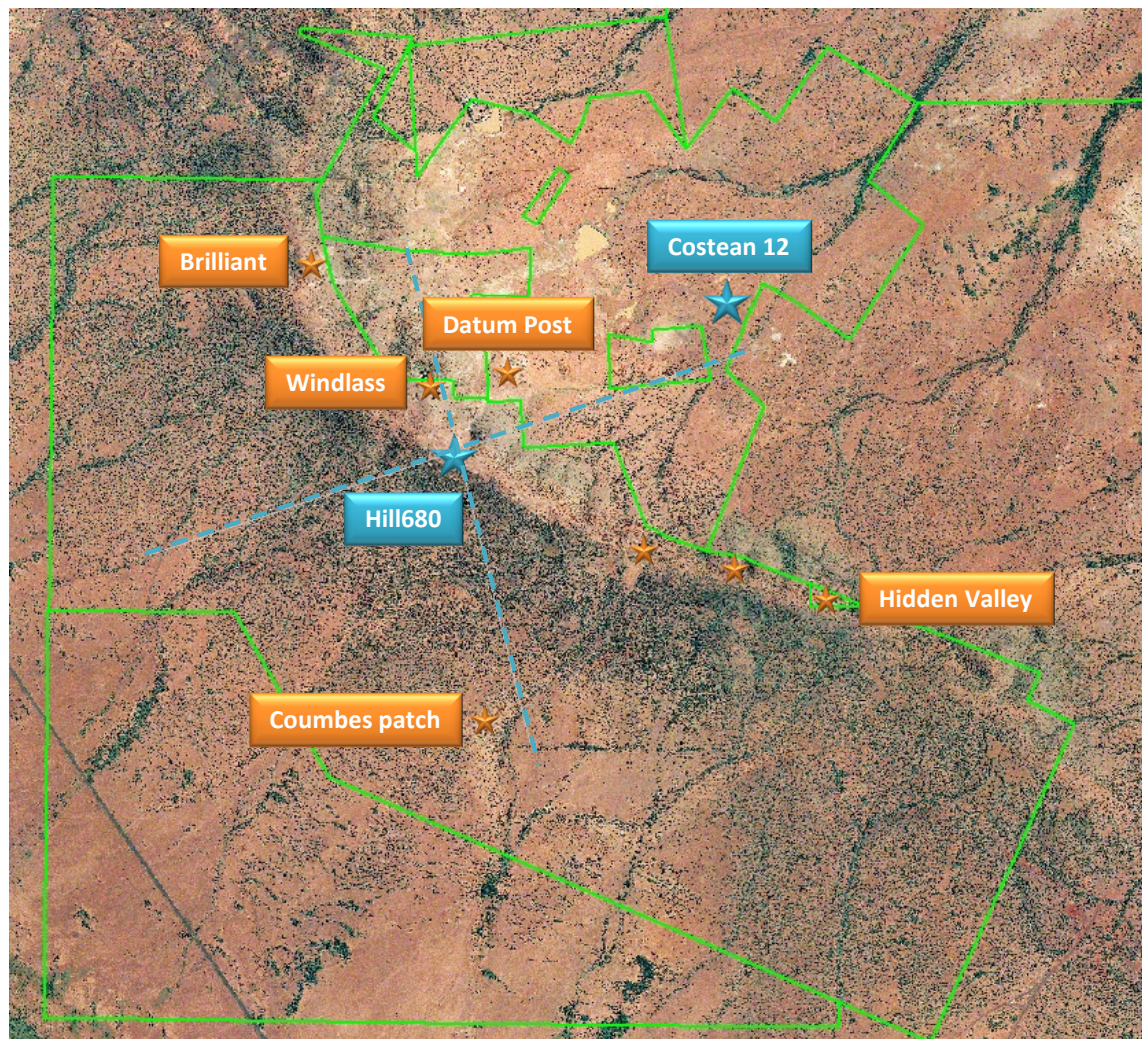 Brilliant
Costean 12
Datum Post
Windlass
Hill680
Hidden Valley
Coumbes patch